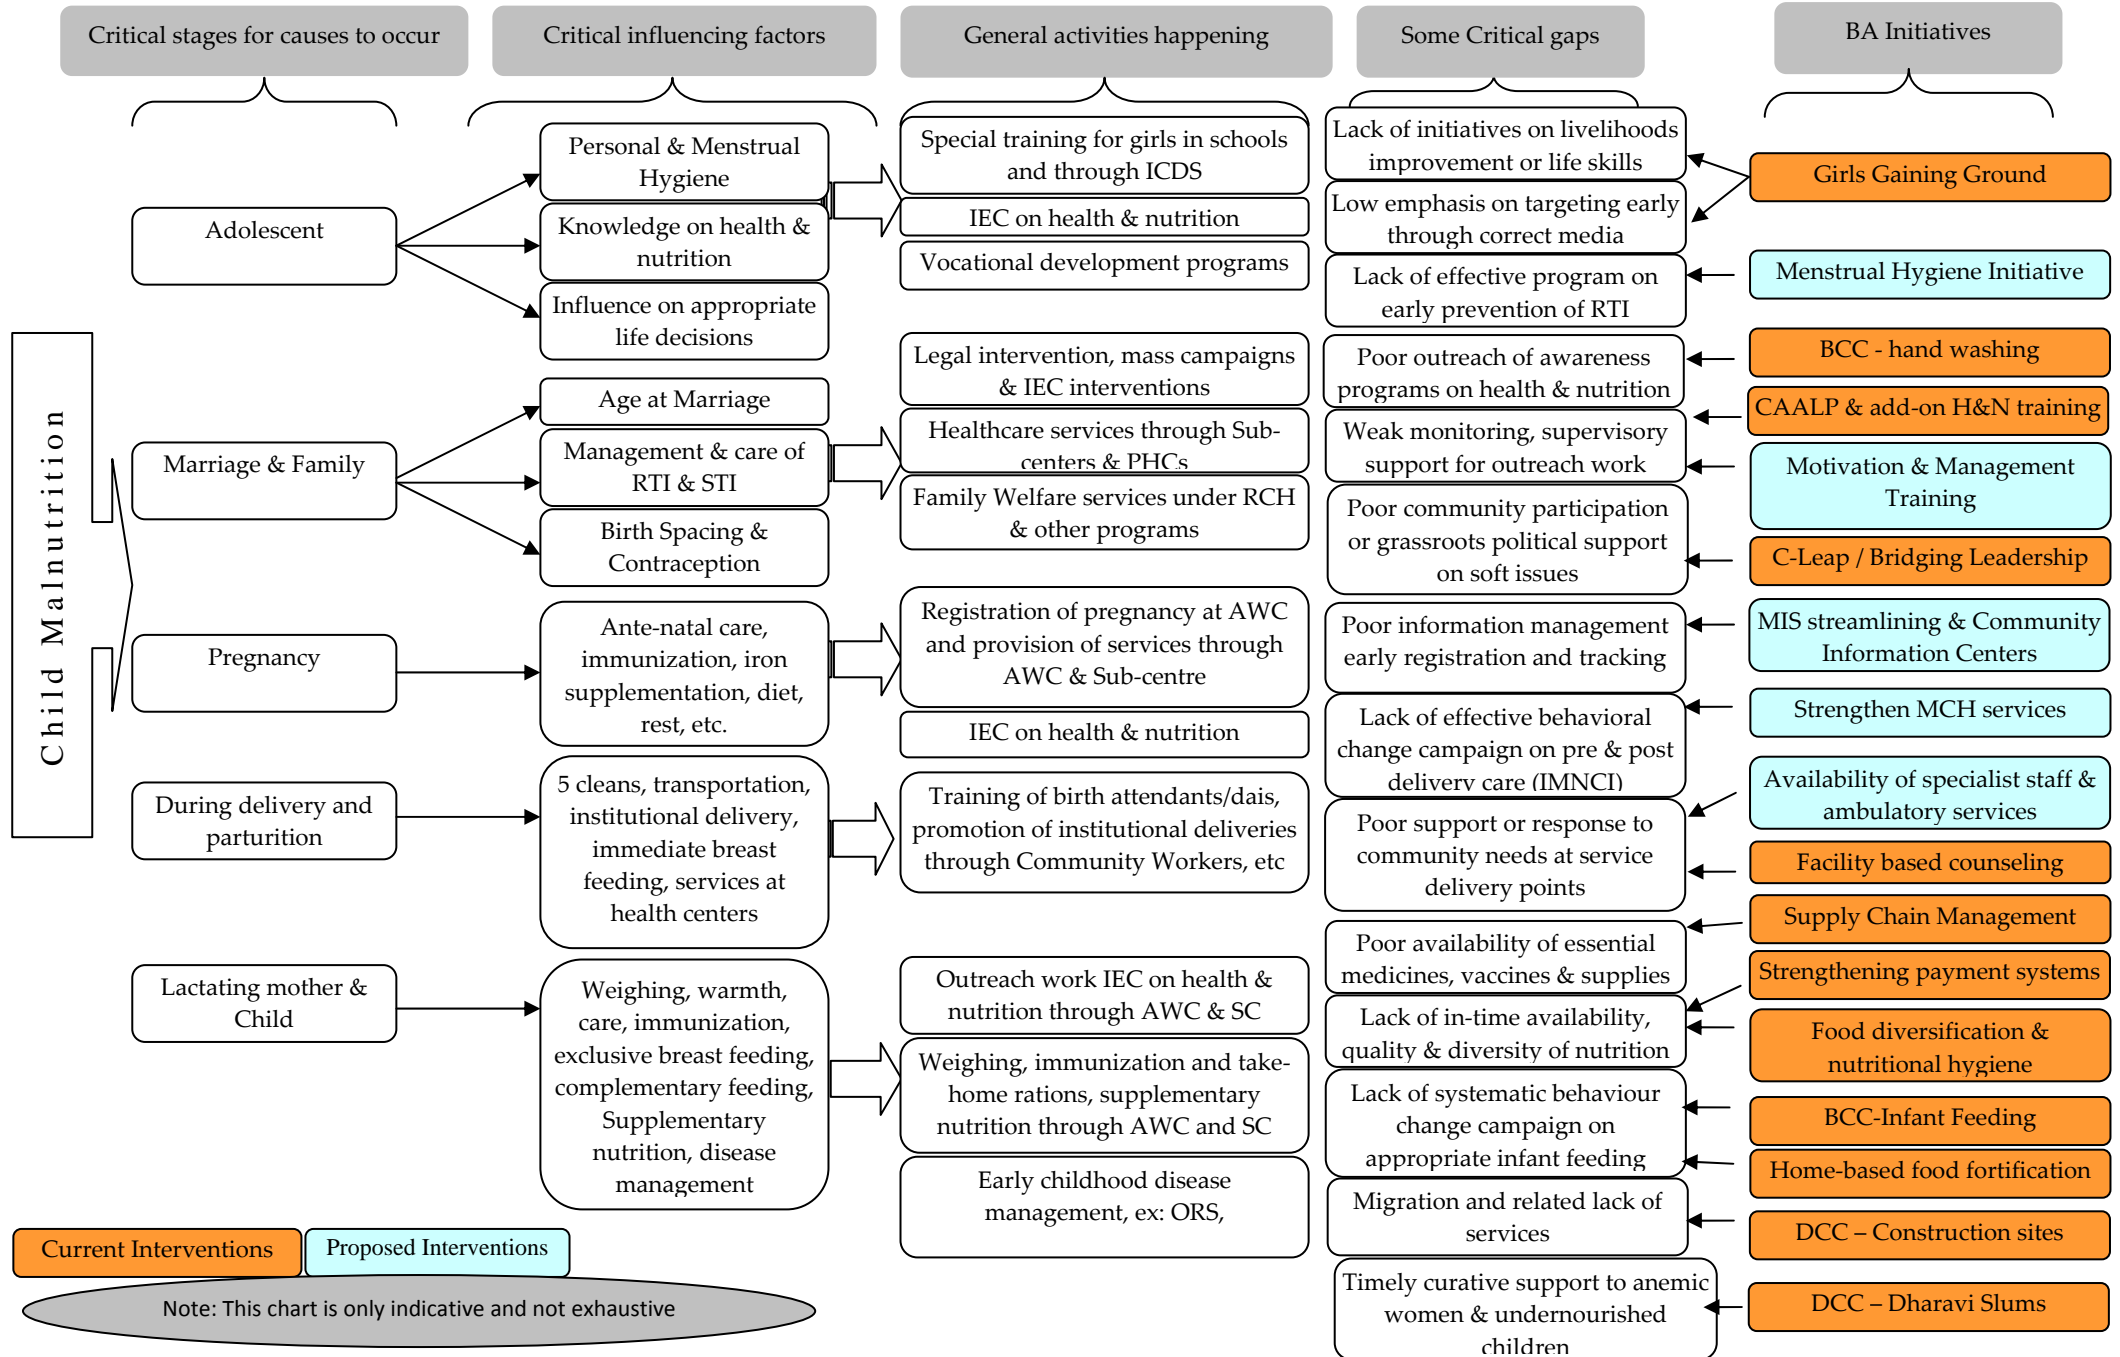 Critical stages for causes to occur
Critical influencing factors
General activities happening
Some Critical gaps
BA Initiatives
Child Malnutrition
Adolescent
Marriage & Family
Pregnancy
During delivery and
parturition
Lactating mother &
Child
Personal & Menstrual
Hygiene
Knowledge on health &
nutrition
Influence on appropriate
life decisions
Age at Marriage
Management & care of
RTI & STI
Birth Spacing &
Contraception
Ante-natal care,
immunization, iron
supplementation, diet,
rest, etc.
5 cleans, transportation,
institutional delivery,
immediate breast
feeding, services at
health centers
Weighing, warmth,
care, immunization,
exclusive breast feeding,
complementary feeding,
Supplementary
nutrition, disease
management
Special training for girls in schools
and through ICDS
IEC on health & nutrition
Vocational development programs
Legal intervention, mass campaigns
& IEC interventions
Healthcare services through Sub-
centers & PHCs
Family Welfare services under RCH
& other programs
Registration of pregnancy at AWC
and provision of services through
AWC & Sub-centre
IEC on health & nutrition
Training of birth attendants/dais,
promotion of institutional deliveries
through Community Workers, etc
Outreach work IEC on health &
nutrition through AWC & SC
Weighing, immunization and take-
home rations, supplementary
nutrition through AWC and SC
Early childhood disease
management, ex: ORS,
Lack of initiatives on livelihoods
improvement or life skills
Low emphasis on targeting early
through correct media
Lack of effective program on
early prevention of RTI
Poor outreach of awareness
programs on health & nutrition
Weak monitoring, supervisory
support for outreach work
Poor community participation
or grassroots political support
on soft issues
Poor information management
early registration and tracking
Lack of effective behavioral
change campaign on pre & post
delivery care (IMNCI)
Poor support or response to
community needs at service
delivery points
Poor availability of essential
medicines, vaccines & supplies
Lack of in-time availability,
quality & diversity of nutrition
Lack of systematic behaviour
change campaign on
appropriate infant feeding
Migration and related lack of
services
Timely curative support to anemic
women & undernourished
children
Girls Gaining Ground
Menstrual Hygiene Initiative
BCC - hand washing
CAALP & add-on H&N training
Motivation & Management
Training
C-Leap / Bridging Leadership
MIS streamlining & Community
Information Centers
Strengthen MCH services
Availability of specialist staff &
ambulatory services
Facility based counseling
Supply Chain Management
Strengthening payment systems
Food diversification &
nutritional hygiene
BCC-Infant Feeding
Home-based food fortification
DCC – Construction sites
DCC – Dharavi Slums
Current Interventions
Proposed Interventions
Note: This chart is only indicative and not exhaustive